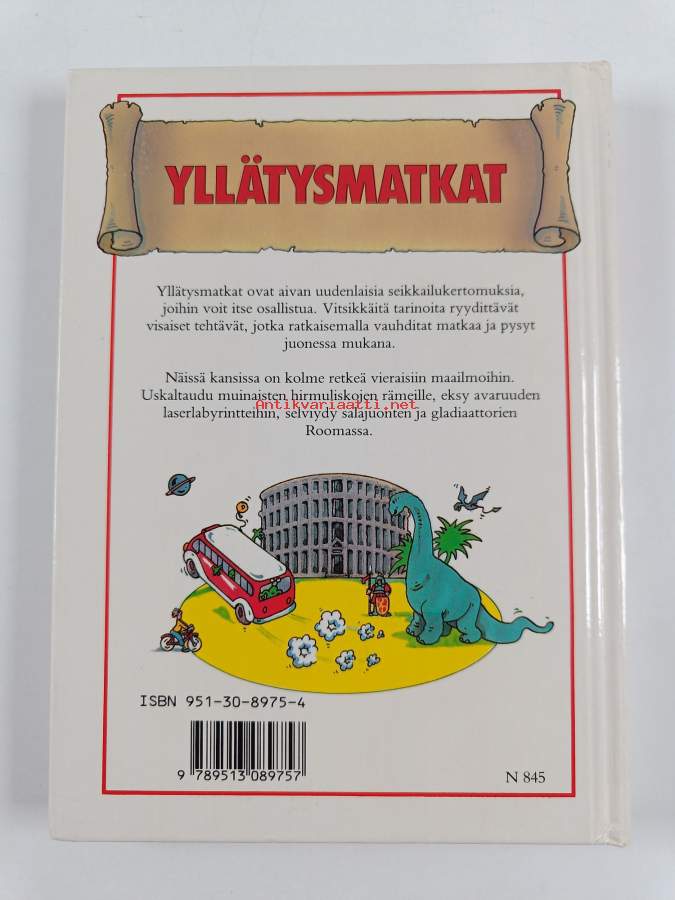 YLLÄTYSMATKAT
Yllätysmatkat ovat aivan uudenlaisia seikkailukertomuksia,
joihin voit itse osallistua. Vitsikkäitä tarinoita ryydittävät
visaiset tehtävät, jotka ratkaisemalla vauhditat matkaa ja pysyt
juonessa mukana.
Näissä kansissa on kolme retkeä vieraisiin maailmoihin.
Uskaltaudu muinaisten hirmuliskojen rämeille, eksy avaruuden
Antikvariaatti.net
laserlabyrintteihin, selviydy salajuonten ja gladiaattorien
Roomassa.
ISBN 951-30-8975-4
9 789513 089757
N 845